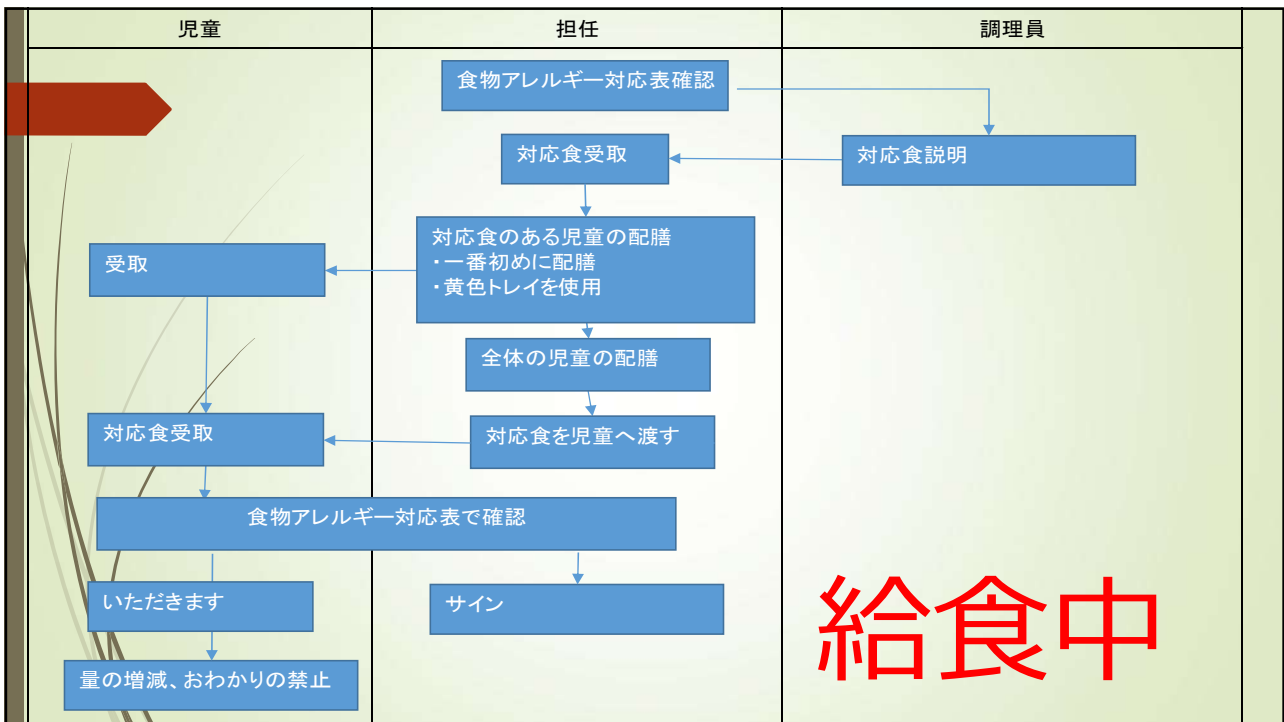 児童
担任
調理員
食物アレルギー対応表確認
対応食受取
対応食説明
対応食のある児童の配膳
・一番初めに配膳
・黄色トレイを使用
受取
全体の児童の配膳
対応食受取
対応食を児童へ渡す
食物アレルギー対応表で確認
いただきます
サイン
量の増減、おわかりの禁止
給食中